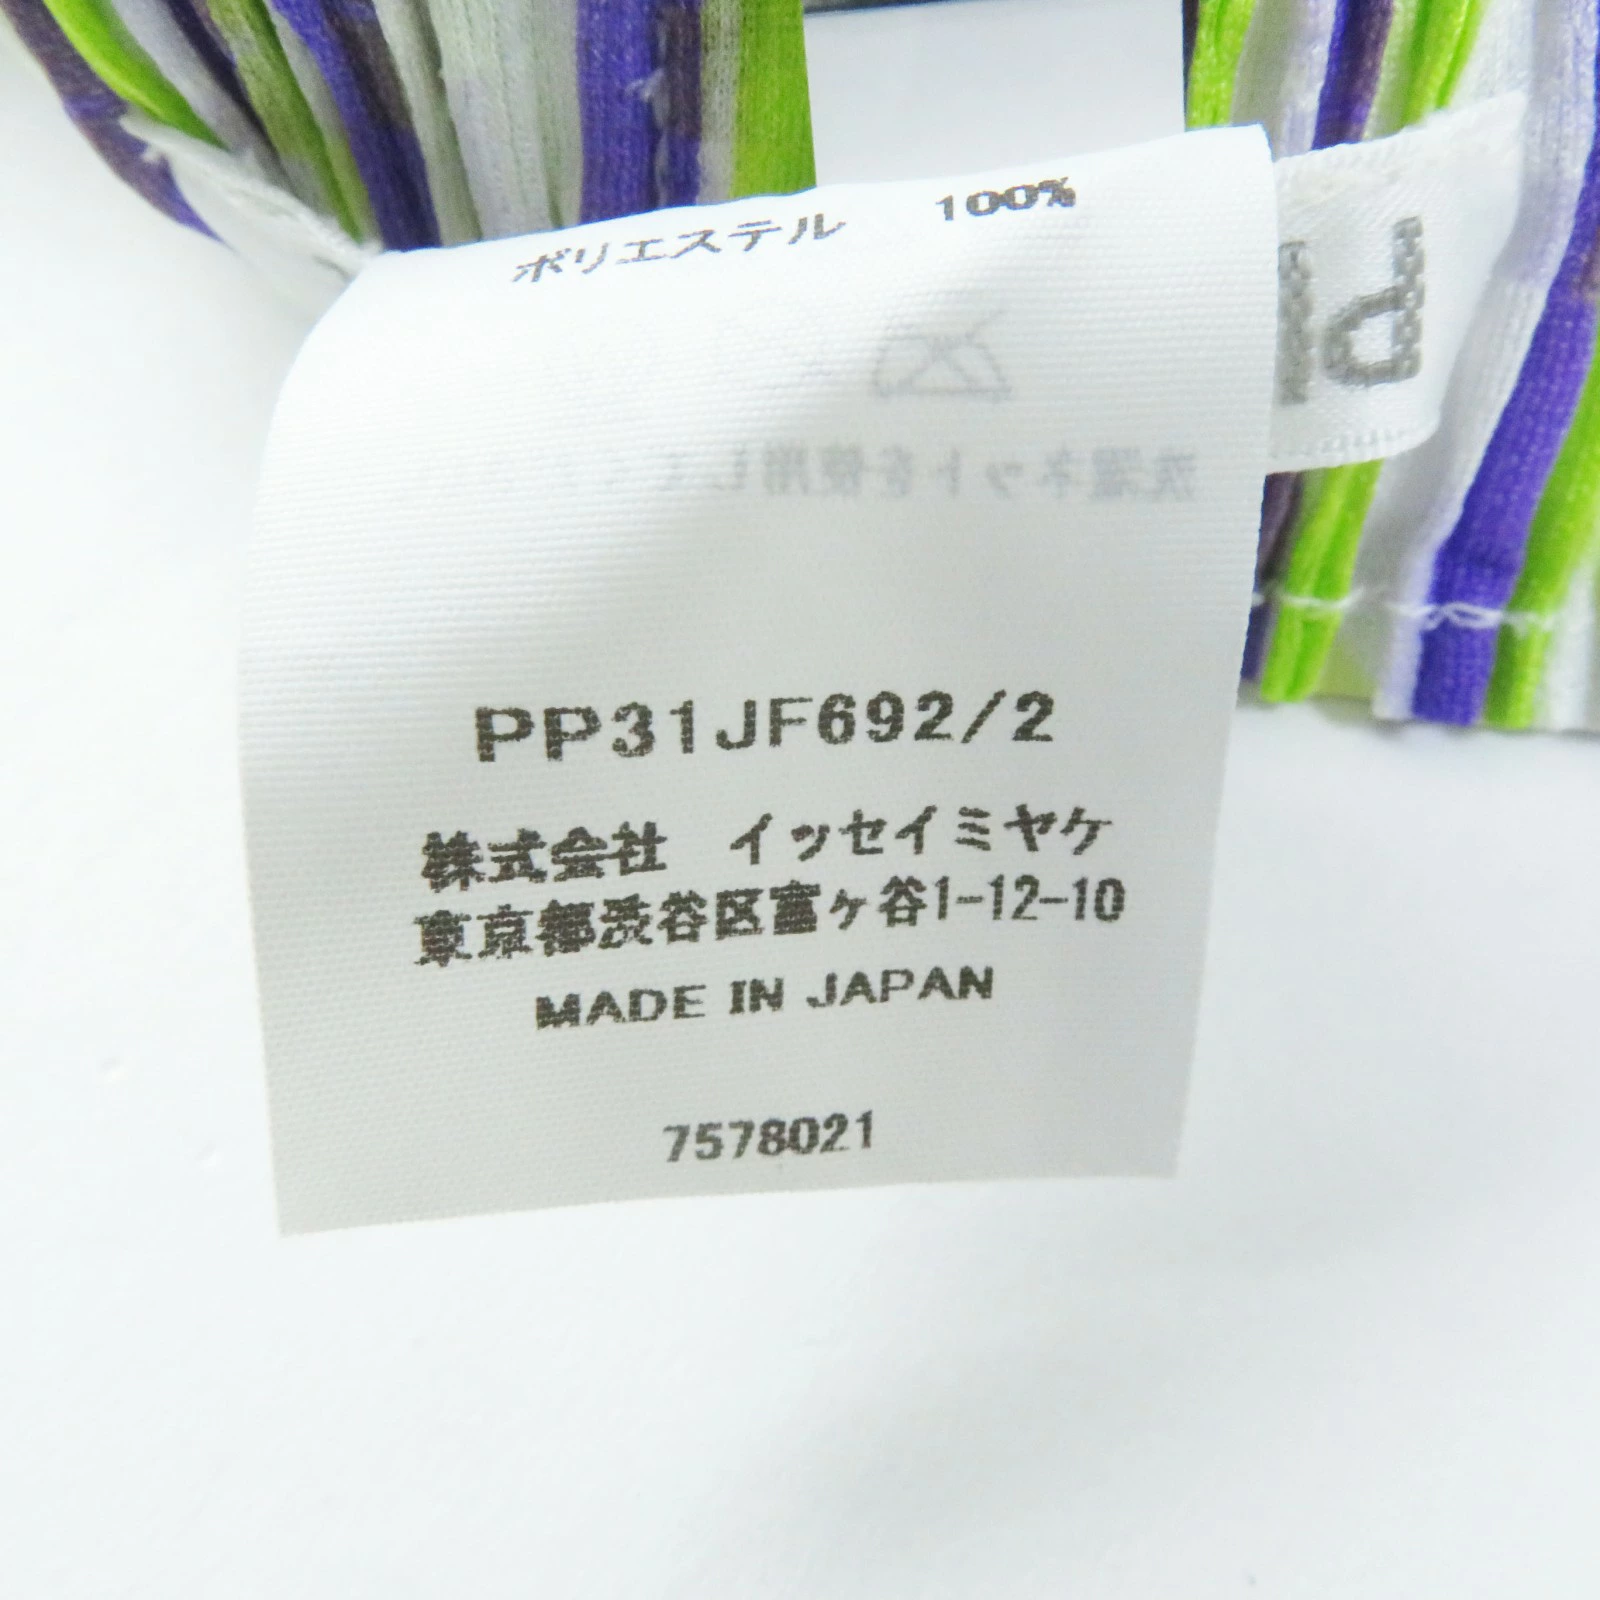 ポリエステル 100%
PP31JF692/2
株式会社 イッセイミヤケ
東京都渋谷区富ヶ谷1-12-10
MADE IN JAPAN
7578021